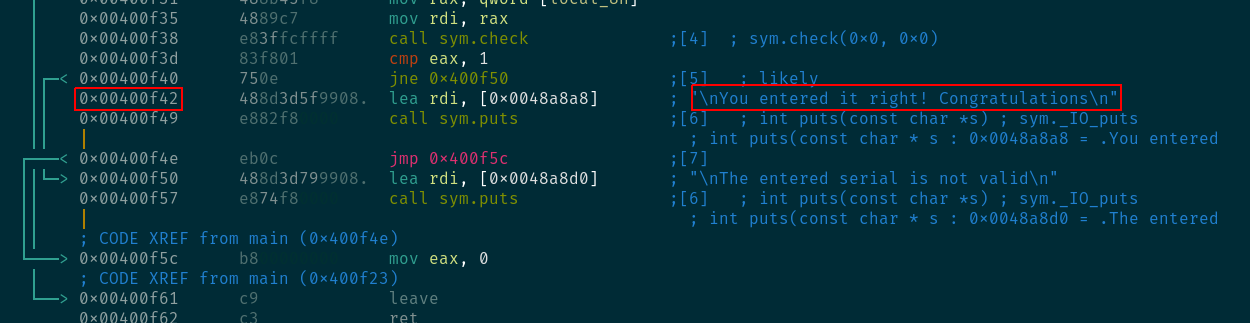 0×00400f35 4889c7 mov rdi, rax
0×00400f38 e83ffcffff call sym.check ;[4] ; sym.check(0×0, 0×0)
0×00400f3d 83f801 cmp eax, 1
< 0×00400f40 750e jne 0×400f50 ;[5] ; likely
0×00400f42 488d3d5f9908. lea rdi, [0×0048a8a8] ; "\nYou entered it right! Congratulations\n"
0×00400f49 e882f8 call sym.puts ;[6] ; int puts(const char *s) ; sym._IO_puts
; int puts(const char * s : 0×0048a8a8 = .You entered
< 0×00400f4e eb0c jmp 0×400f5c ;[7]
> 0×00400f50 488d3d799908. lea rdi, [0×0048a8d0] ; "\nThe entered serial is not valid\n"
0×00400f57 e874f8 call sym.puts ;[6] ; int puts(const char *s) ; sym._IO_puts
; int puts(const char * s : 0×0048a8d0 = .The entered
; CODE XREF from main (0×400f4e)
> 0×00400f5c b8 mov eax, 0
; CODE XREF from main (0×400f23)
> 0×00400f61 c9 leave
0×00400f62 c3 ret